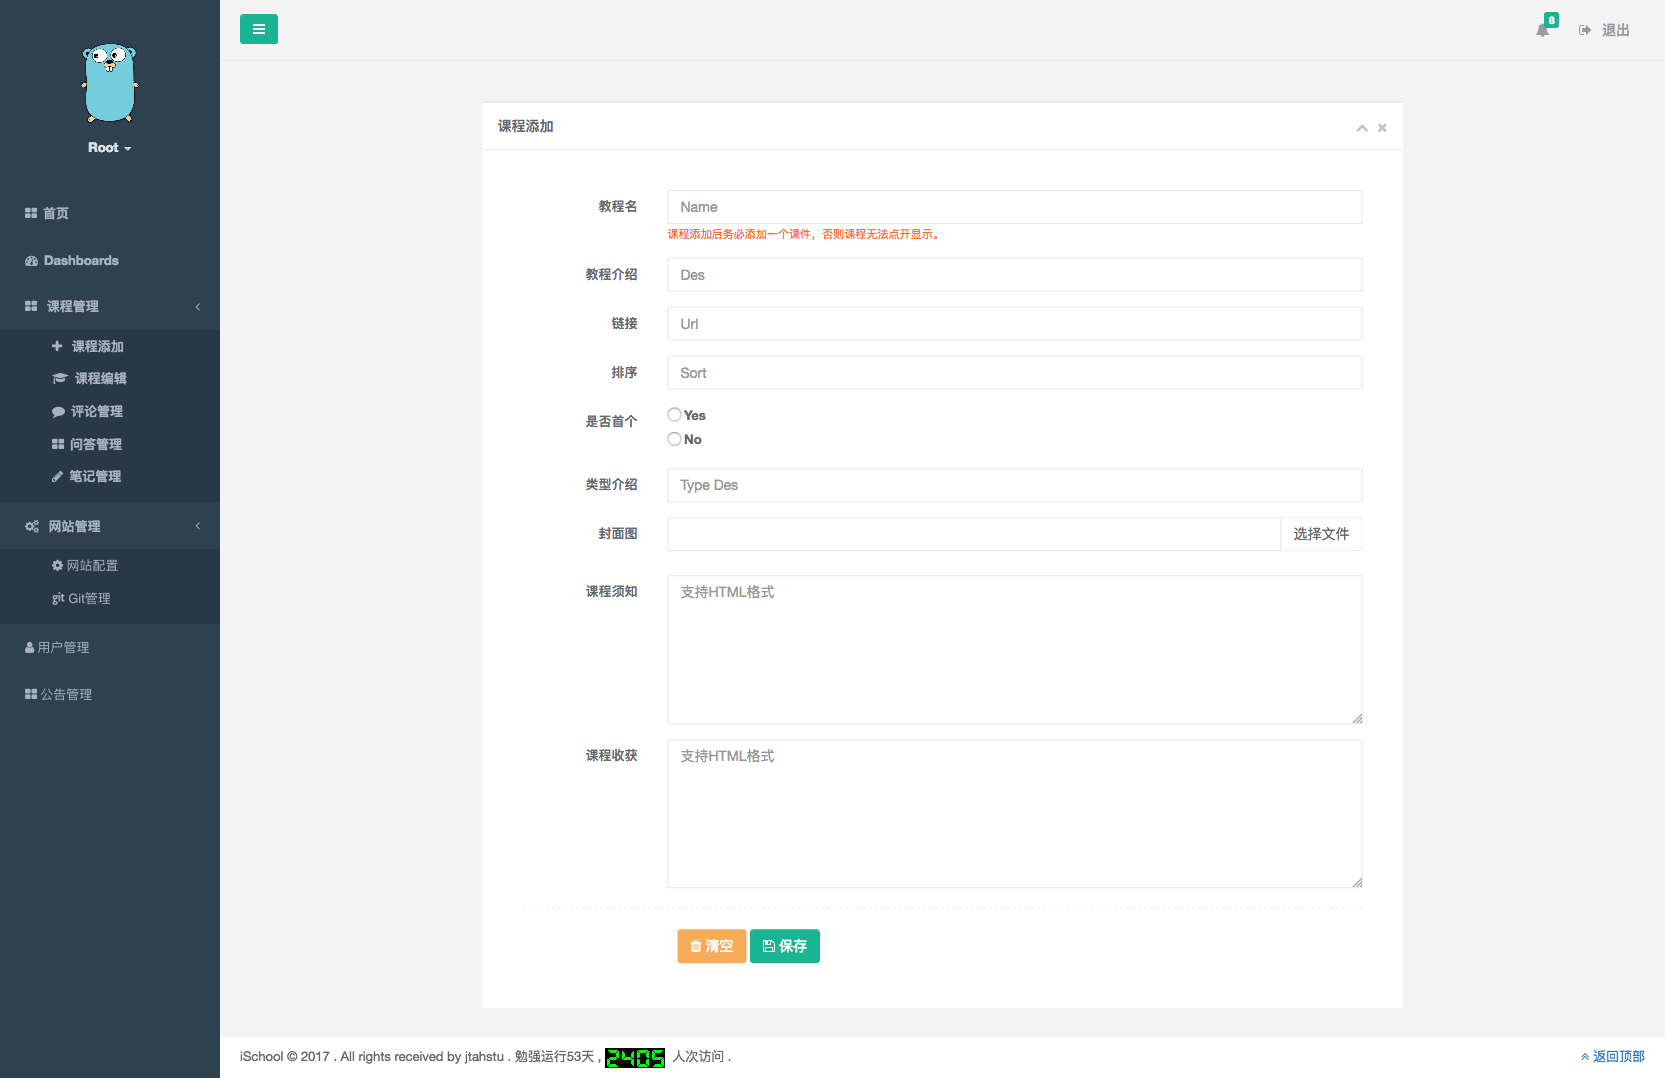 8
退出
Root
首页
Dashboards
课程管理
课程添加
课程编辑
评论管理
问答管理
笔记管理
网站管理
网站配置
git Git管理
用户管理
公告管理
课程添加
教程名 Name
课程添加后务必添加一个课件，否则课程无法点开显示。
教程介绍 Des
链接 Url
排序 Sort
是否首个 Yes
No
类型介绍 Type Des
封面图 选择文件
课程须知 支持HTML格式
课程收获 支持HTML格式
清空 保存
iSchool © 2017 . All rights received by jtahstu . 勉强运行53天 , 2405 人次访问 .
返回顶部